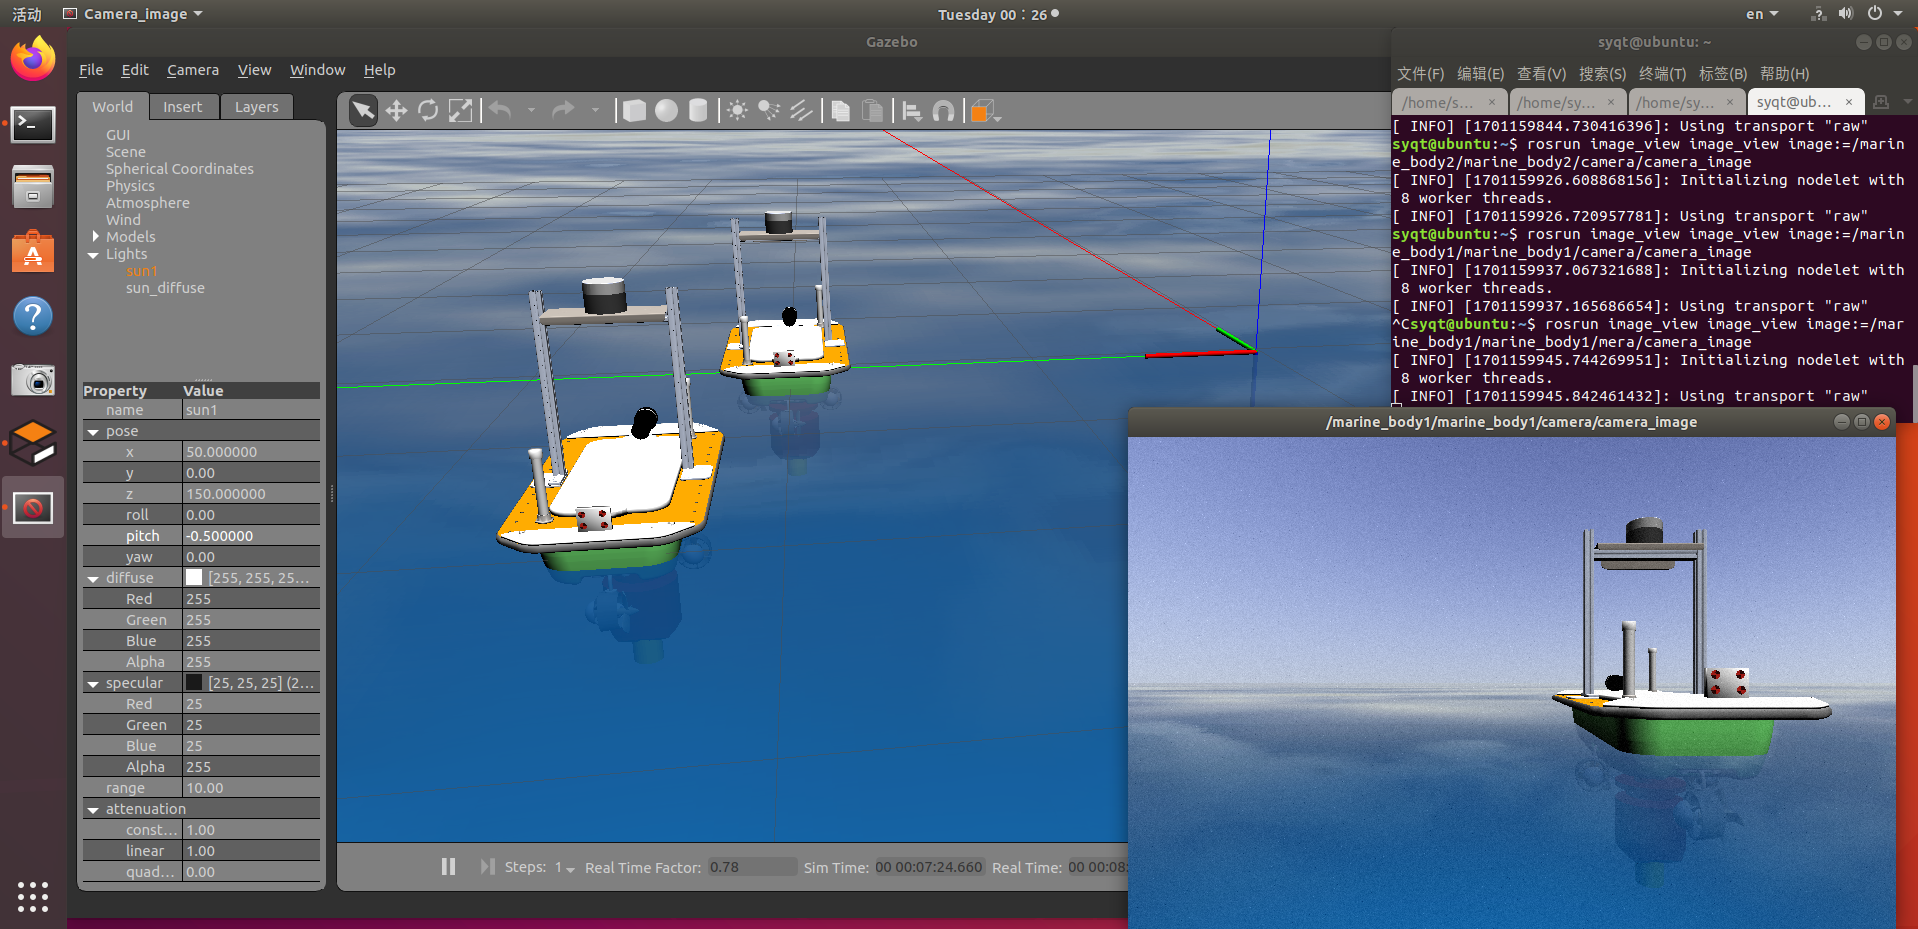 活动
Camera_image
Tuesday 00：26
en
Gazebo
File Edit Camera View Window Help
World Insert Layers
GUI
Scene
Spherical Coordinates
Physics
Atmosphere
Wind
Models
Lights
sun1
sun_diffuse
Property Value
name sun1
pose
x 50.000000
y 0.00
z 150.000000
roll 0.00
pitch -0.500000
yaw 0.00
diffuse [255, 255, 25...
Red 255
Green 255
Blue 255
Alpha 255
specular [25, 25, 25] (2...
Red 25
Green 25
Blue 25
Alpha 255
range 10.00
attenuation
const... 1.00
linear 1.00
quad... 0.00
Steps: 1 Real Time Factor: 0.78 Sim Time: 00 00:07:24.660 Real Time: 00 00:08:
syqt@ubuntu: ~
文件(F) 编辑(E) 查看(V) 搜索(S) 终端(T) 标签(B) 帮助(H)
/home/s... × /home/sy... × /home/sy... × syqt@ub... ×
[ INFO] [1701159844.730416396]: Using transport "raw"
syqt@ubuntu:~$ rosrun image_view image_view image:=/marin
e_body2/marine_body2/camera/camera_image
[ INFO] [1701159926.608868156]: Initializing nodelet with
8 worker threads.
[ INFO] [1701159926.720957781]: Using transport "raw"
syqt@ubuntu:~$ rosrun image_view image_view image:=/marin
e_body1/marine_body1/camera/camera_image
[ INFO] [1701159937.067321688]: Initializing nodelet with
8 worker threads.
[ INFO] [1701159937.165686654]: Using transport "raw"
^Csyqt@ubuntu:~$ rosrun image_view image_view image:=/mar
ine_body1/marine_body1/mera/camera_image
[ INFO] [1701159945.744269951]: Initializing nodelet with
8 worker threads.
[ INFO] [1701159945.842461432]: Using transport "raw"
/marine_body1/marine_body1/camera/camera_image